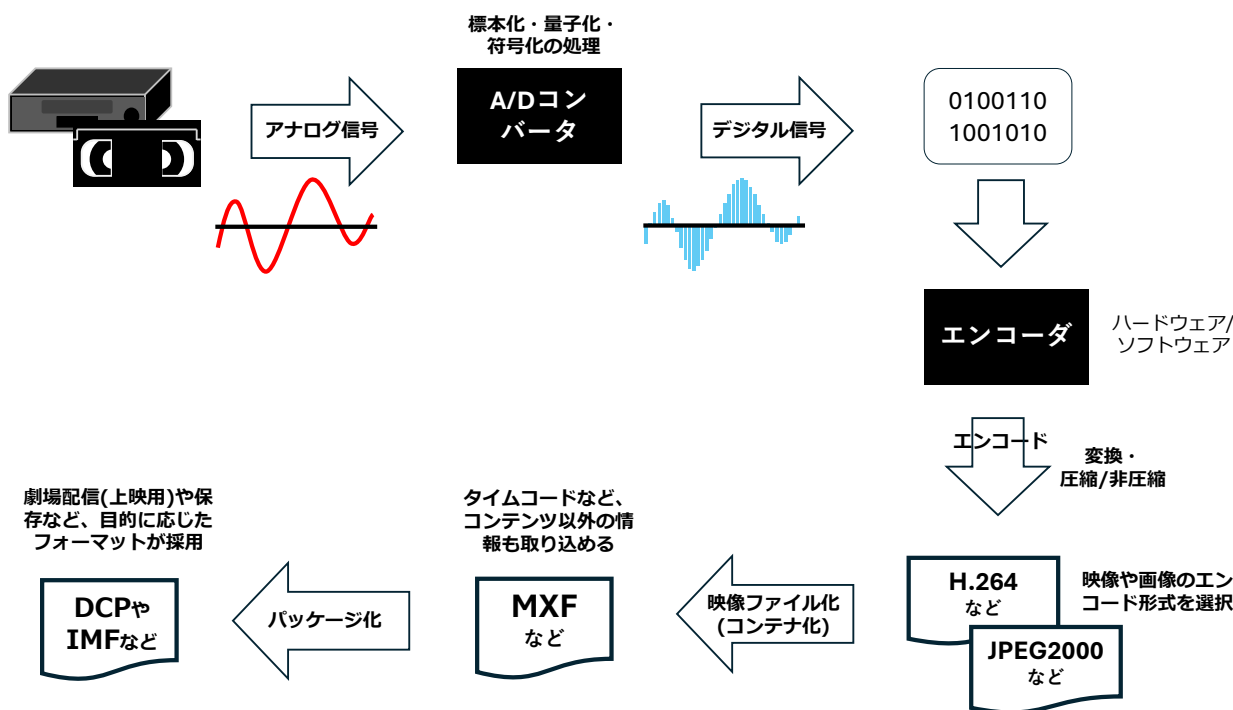 標本化・量子化・
符号化の処理
アナログ信号
A/Dコン
バータ
デジタル信号
0100110
1001010
エンコーダ
ハードウェア/
ソフトウェア
エンコード
変換・
圧縮/非圧縮
H.264
など
JPEG2000
など
映像や画像のエン
コード形式を選択
映像ファイル化
(コンテナ化)
タイムコードなど、
コンテンツ以外の情
報も取り込める
MXF
など
パッケージ化
劇場配信(上映用)や保
存など、目的に応じた
フォーマットが採用
DCPや
IMFなど